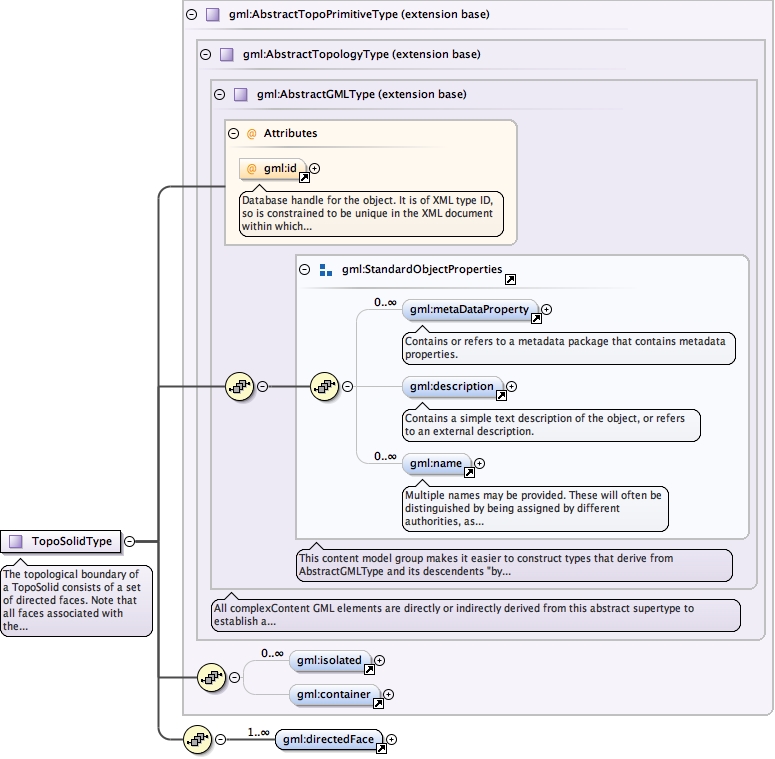 gml:AbstractTopoPrimitiveType (extension base)
gml:AbstractTopologyType (extension base)
gml:AbstractGMLType (extension base)
@ Attributes
@ gml:id
Database handle for the object. It is of XML type ID,
so is constrained to be unique in the XML document
within which...
gml:StandardObjectProperties
0..∞
gml:metaDataProperty
Contains or refers to a metadata package that contains metadata
properties.
gml:description
Contains a simple text description of the object, or refers
to an external description.
0..∞
gml:name
Multiple names may be provided. These will often be
distinguished by being assigned by different
authorities, as...
This content model group makes it easier to construct types that derive from
AbstractGMLType and its descendents "by...
All complexContent GML elements are directly or indirectly derived from this abstract supertype to
establish a...
TopoSolidType
The topological boundary of
a TopoSolid consists of a set
of directed faces. Note that
all faces associated with
the...
0..∞
gml:isolated
gml:container
1..∞
gml:directedFace